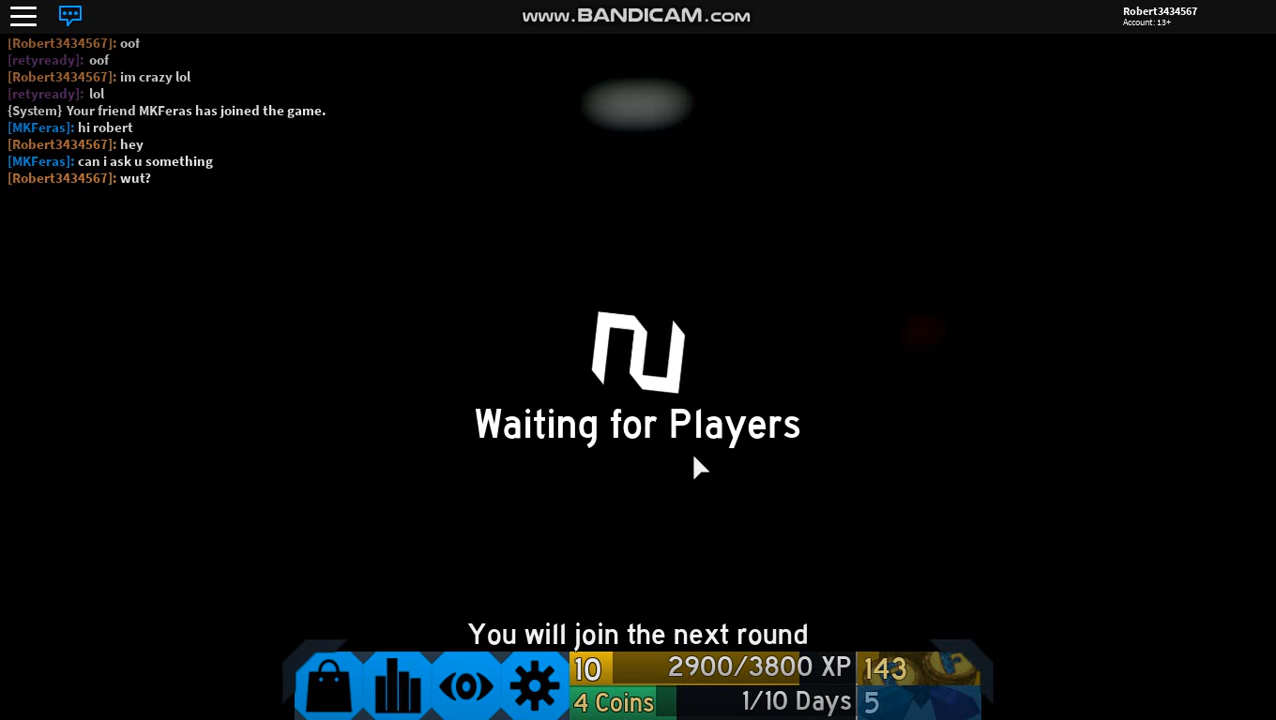 www.BANDICAM.com
Robert3434567
Account: 13+
[Robert3434567]: oof
[retyready]: oof
[Robert3434567]: im crazy lol
[retyready]: lol
{System} Your friend MKFeras has joined the game.
[MKFeras]: hi robert
[Robert3434567]: hey
[MKFeras]: can i ask u something
[Robert3434567]: wut?
Waiting for Players
You will join the next round
10 2900/3800 XP 143
4 Coins 1/10 Days 5